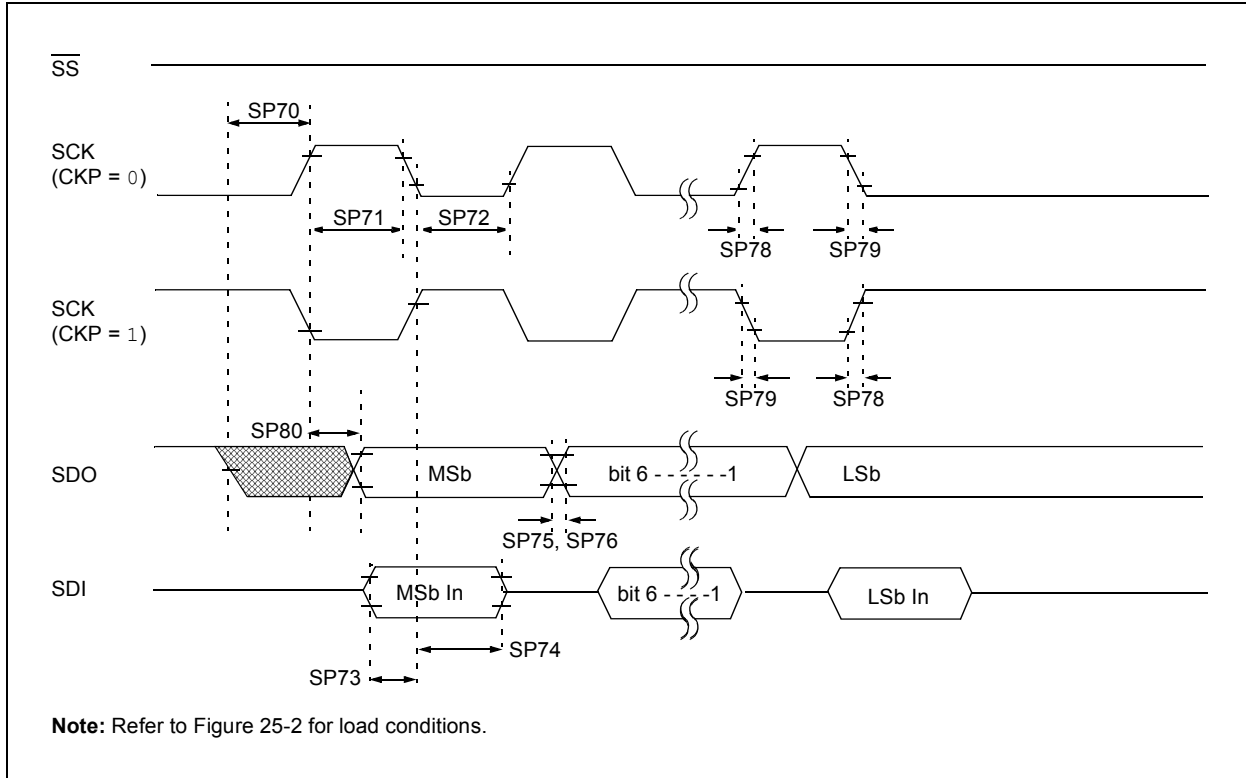 SS
SP70
SCK
(CKP = 0)
SP71
SP72
SP78
SP79
SCK
(CKP = 1)
SP79
SP78
SP80
SDO
MSb
bit 6 - - - - - -1
LSb
SP75, SP76
SDI
MSb In
bit 6 - - - - -1
LSb In
SP74
SP73
Note: Refer to Figure 25-2 for load conditions.